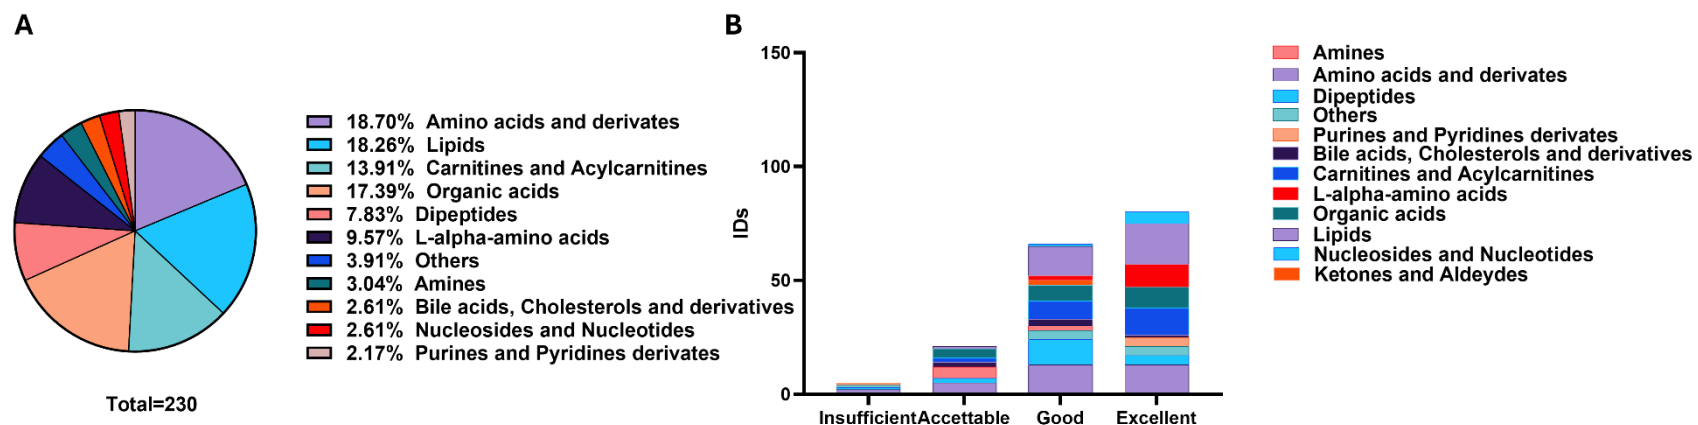 A
18.70% Amino acids and derivates
18.26% Lipids
13.91% Carnitines and Acylcarnitines
17.39% Organic acids
7.83% Dipeptides
9.57% L-alpha-amino acids
3.91% Others
3.04% Amines
2.61% Bile acids, Cholesterols and derivatives
2.61% Nucleosides and Nucleotides
2.17% Purines and Pyridines derivates
Total=230
B
150
100
50
0
IDs
Insufficient Accettable Good Excellent
Amines
Amino acids and derivates
Dipeptides
Others
Purines and Pyridines derivates
Bile acids, Cholesterols and derivatives
Carnitines and Acylcarnitines
L-alpha-amino acids
Organic acids
Lipids
Nucleosides and Nucleotides
Ketones and Aldeydes